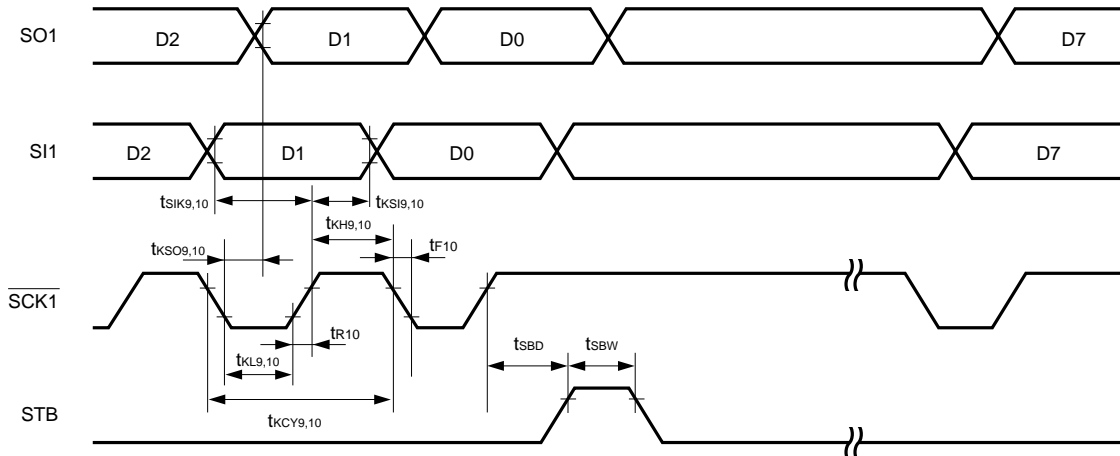 SO1 D2 D1 D0 D7
SI1 D2 D1 D0 D7
tSIK9,10 tKSI9,10
tKH9,10
tKSO9,10 tF10
SCK1
tR10
tSBD tSBW
tKL9,10
STB
tKCY9,10